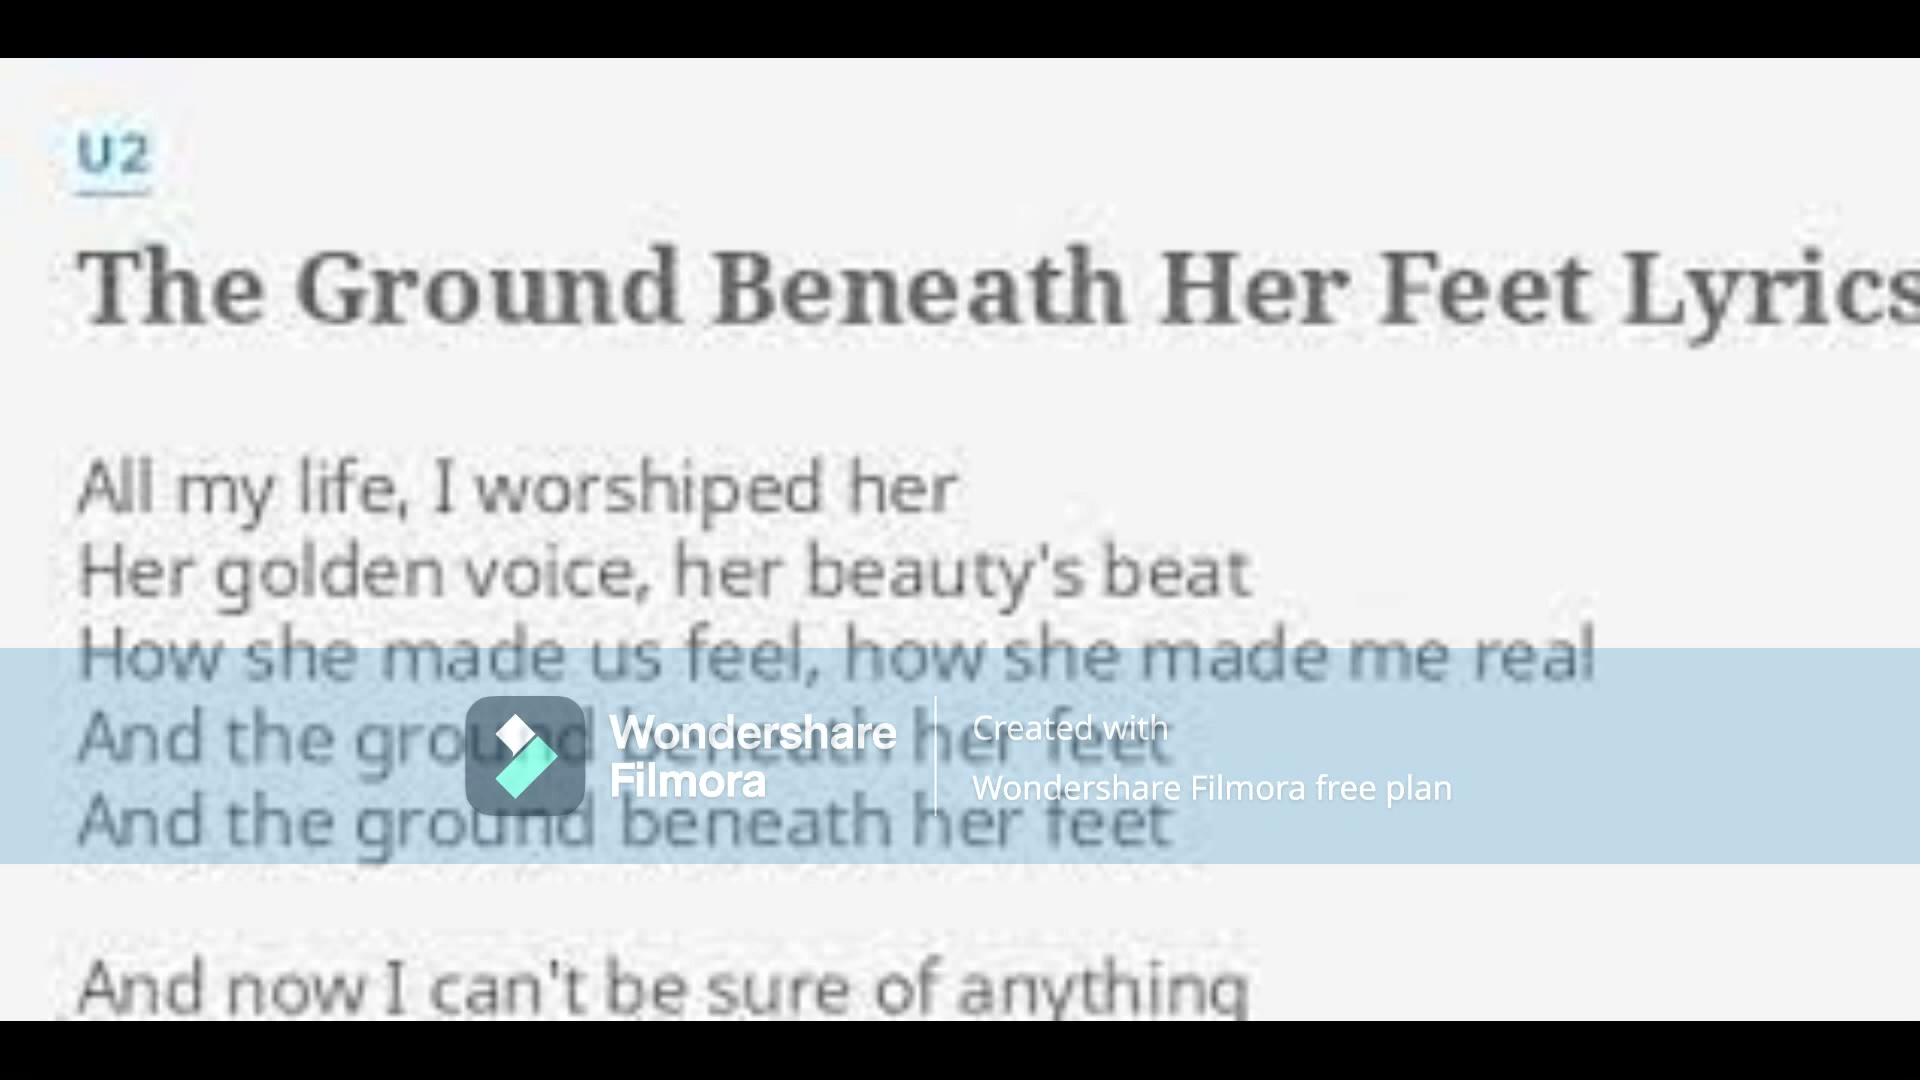 U2
The Ground Beneath Her Feet Lyrics
All my life, I worshiped her
Her golden voice, her beauty's beat
How she made us feel, how she made me real
And the ground beneath her feet
Wondershare
Filmora
Created with
Wondershare Filmora free plan
And the ground beneath her feet
And now I can't be sure of anything